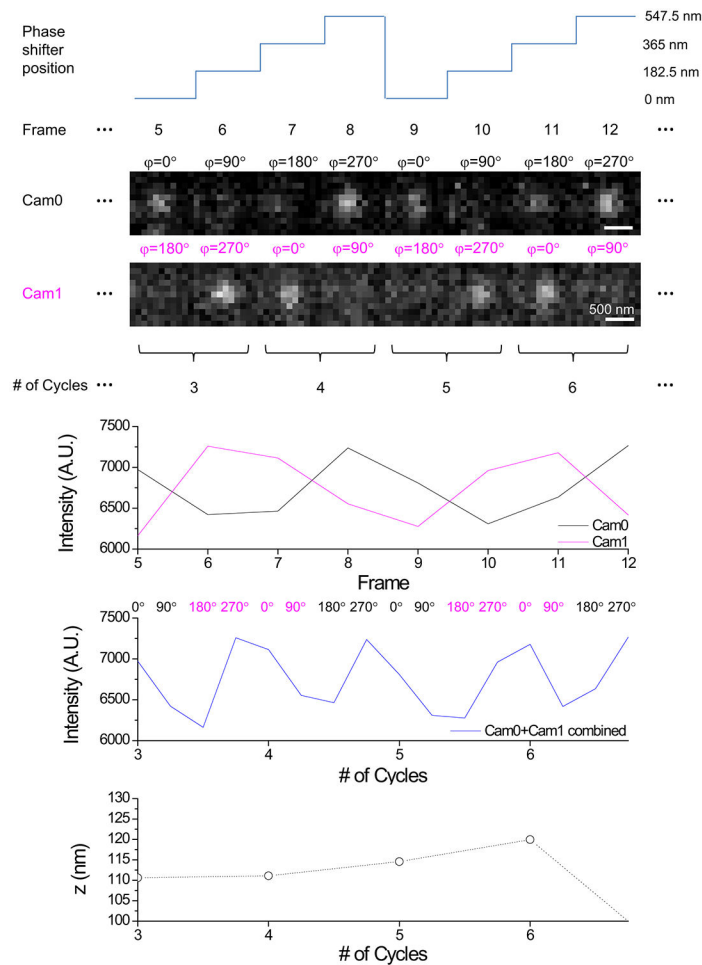 Phase
shifter
position
547.5 nm
365 nm
182.5 nm
0 nm
Frame ••• 5 6 7 8 9 10 11 12 •••
φ=0° φ=90° φ=180° φ=270° φ=0° φ=90° φ=180° φ=270°
Cam0 ••• •••
φ=180° φ=270° φ=0° φ=90° φ=180° φ=270° φ=0° φ=90°
Cam1 ••• •••
500 nm
# of Cycles ••• 3 4 5 6 •••
7500
7000
6500
6000
Intensity (A.U.)
Cam0
Cam1
5 6 7 8 9 10 11 12
Frame
0° 90° 180° 270° 0° 90° 180° 270° 0° 90° 180° 270° 0° 90° 180° 270°
7500
7000
6500
6000
Intensity (A.U.)
Cam0+Cam1 combined
3 4 5 6
# of Cycles
130
125
120
115
110
105
100
z (nm)
3 4 5 6
# of Cycles